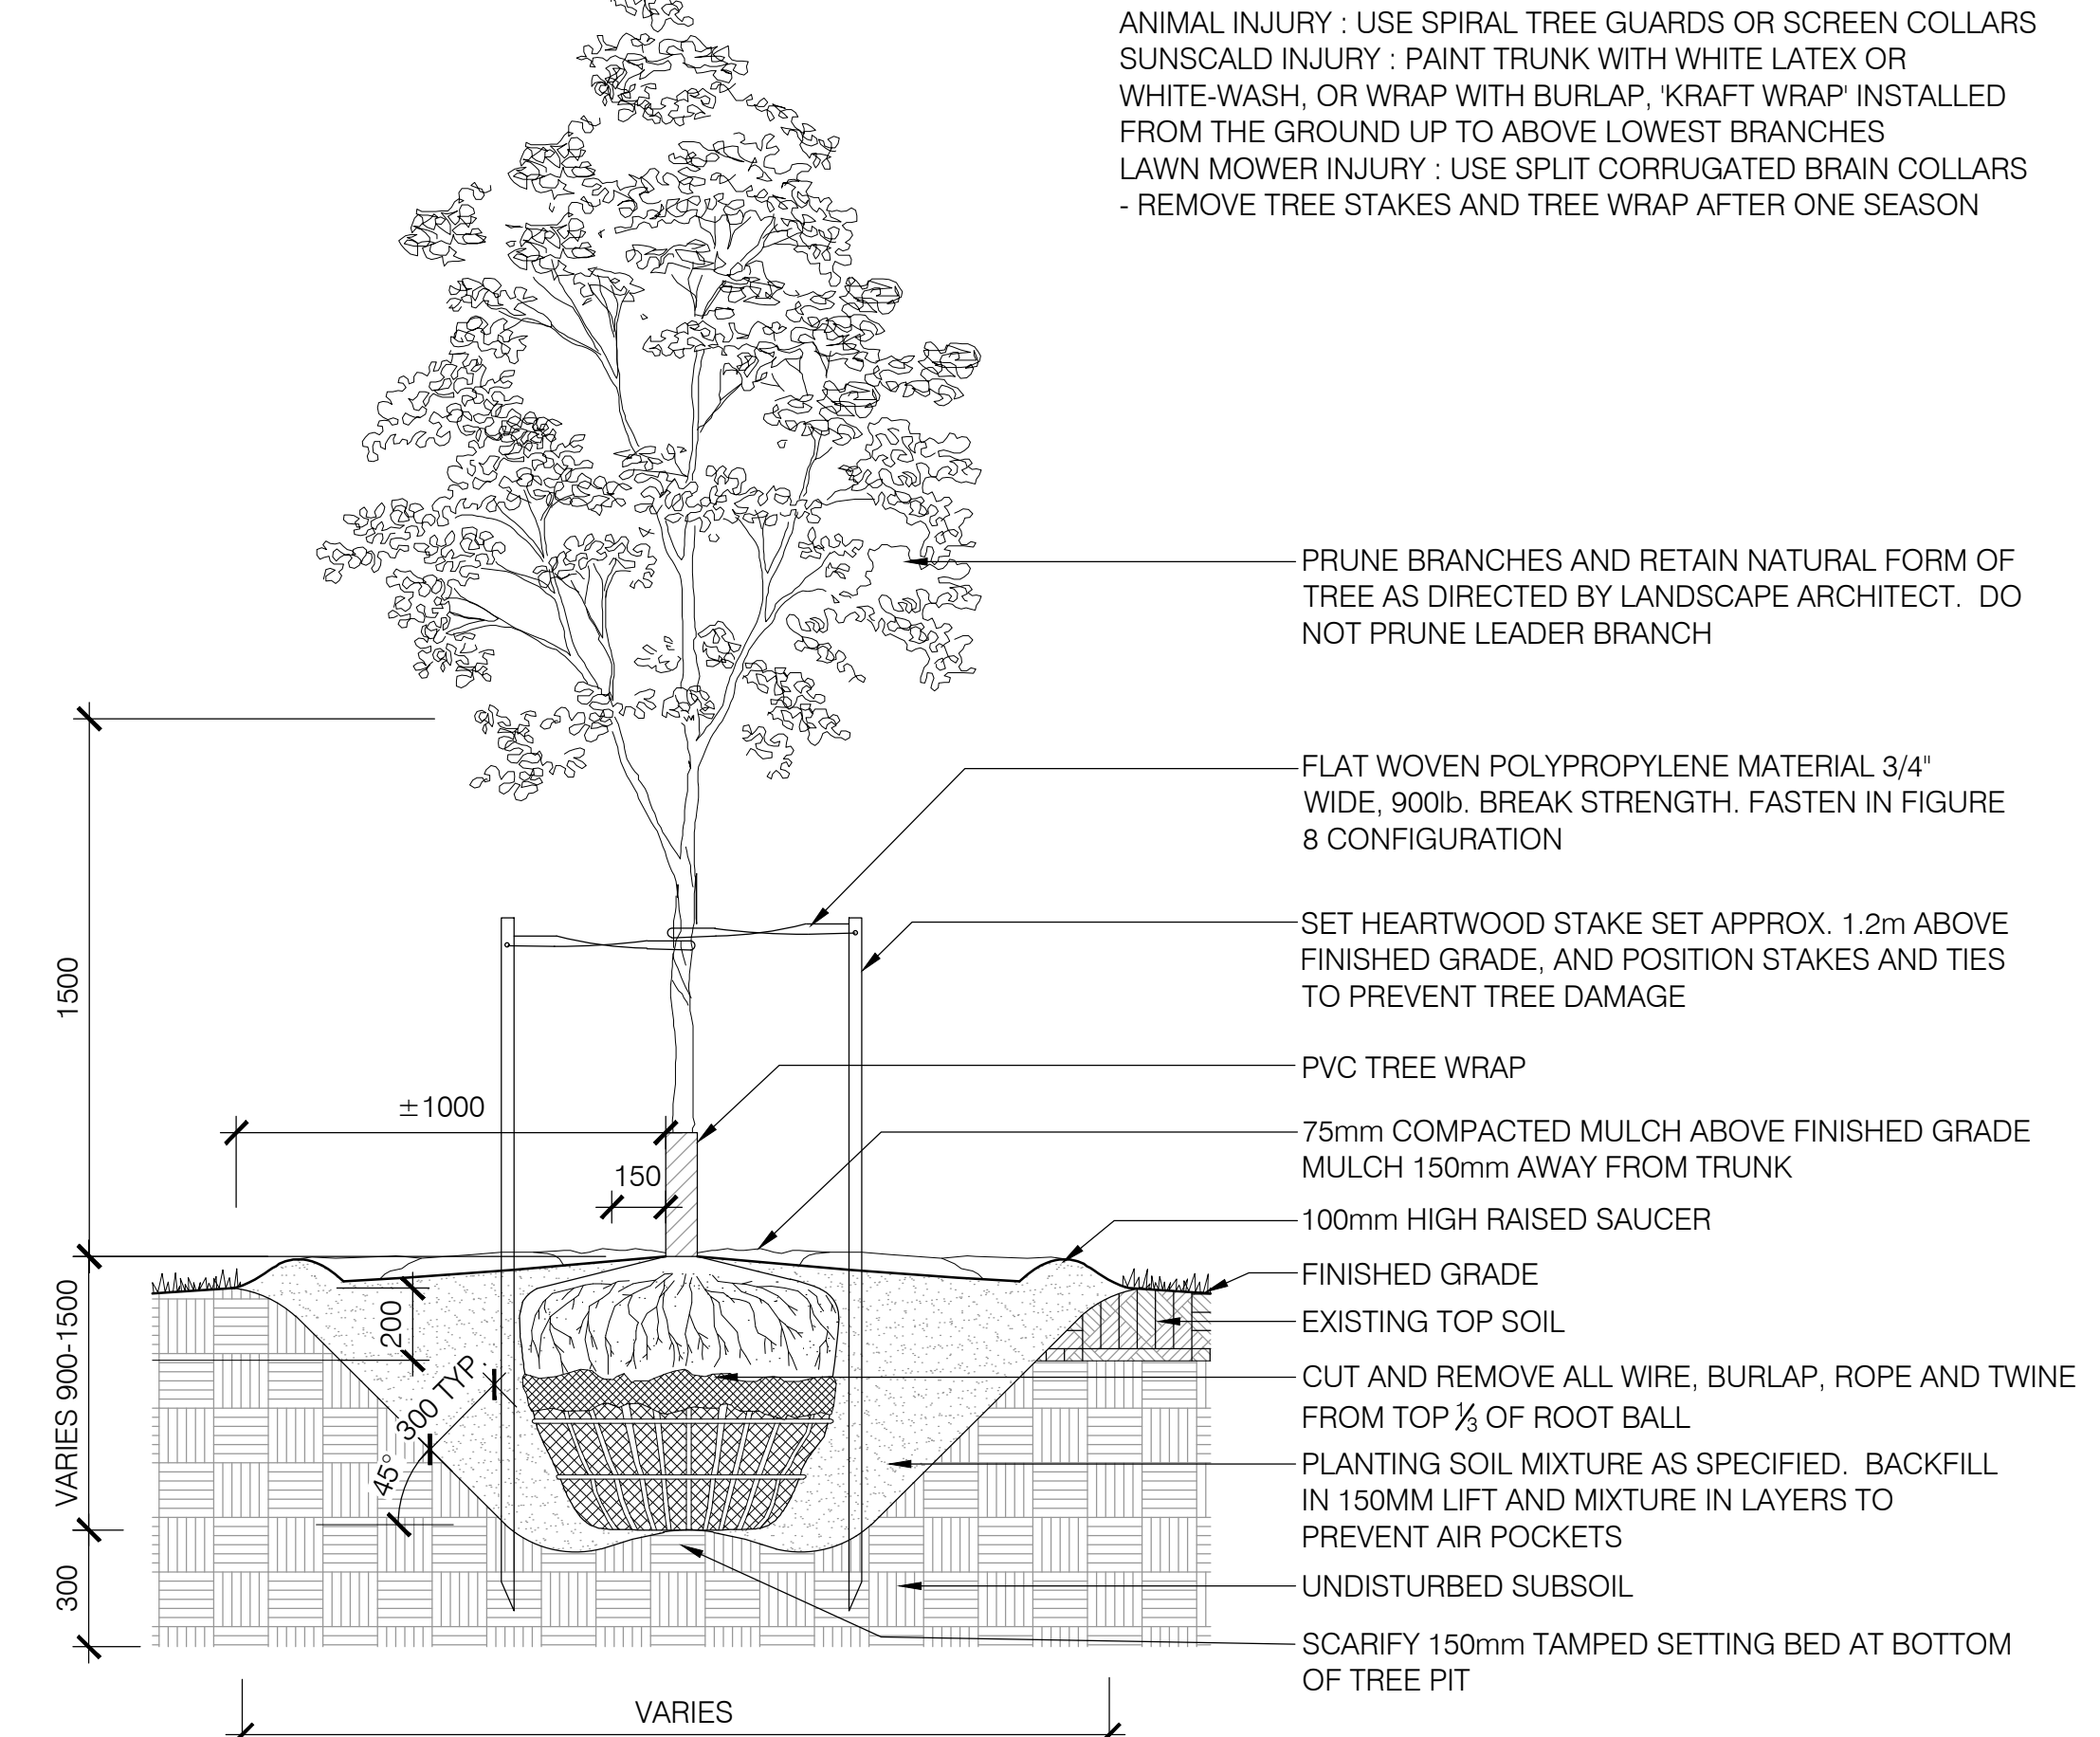 ANIMAL INJURY : USE SPIRAL TREE GUARDS OR SCREEN COLLARS
SUNSCALD INJURY : PAINT TRUNK WITH WHITE LATEX OR
WHITE-WASH, OR WRAP WITH BURLAP, 'KRAFT WRAP' INSTALLED
FROM THE GROUND UP TO ABOVE LOWEST BRANCHES
LAWN MOWER INJURY : USE SPLIT CORRUGATED BRAIN COLLARS
- REMOVE TREE STAKES AND TREE WRAP AFTER ONE SEASON
PRUNE BRANCHES AND RETAIN NATURAL FORM OF
TREE AS DIRECTED BY LANDSCAPE ARCHITECT. DO
NOT PRUNE LEADER BRANCH
FLAT WOVEN POLYPROPYLENE MATERIAL 3/4"
WIDE, 900lb. BREAK STRENGTH. FASTEN IN FIGURE
8 CONFIGURATION
SET HEARTWOOD STAKE SET APPROX. 1.2m ABOVE
FINISHED GRADE, AND POSITION STAKES AND TIES
TO PREVENT TREE DAMAGE
PVC TREE WRAP
75mm COMPACTED MULCH ABOVE FINISHED GRADE
MULCH 150mm AWAY FROM TRUNK
100mm HIGH RAISED SAUCER
FINISHED GRADE
EXISTING TOP SOIL
CUT AND REMOVE ALL WIRE, BURLAP, ROPE AND TWINE
FROM TOP 1/3 OF ROOT BALL
PLANTING SOIL MIXTURE AS SPECIFIED. BACKFILL
IN 150MM LIFT AND MIXTURE IN LAYERS TO
PREVENT AIR POCKETS
UNDISTURBED SUBSOIL
SCARIFY 150mm TAMPED SETTING BED AT BOTTOM
OF TREE PIT
1500
±1000
150
VARIES 900-1500
200
300 TYP.
45°
300
VARIES